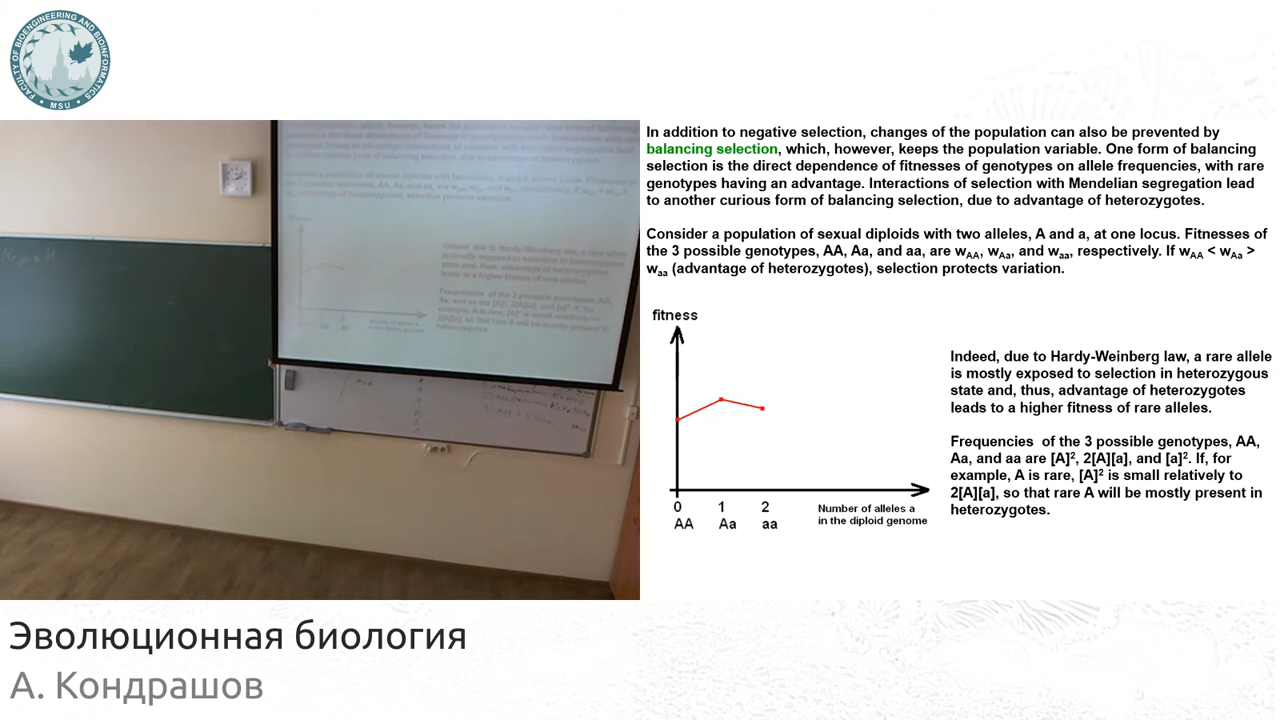 FACULTY OF BIOENGINEERING AND BIOINFORMATICS
• MSU •
In addition to negative selection, changes of the population can also be prevented by
balancing selection, which, however, keeps the population variable. One form of balancing
selection is the direct dependence of fitnesses of genotypes on allele frequencies, with rare
genotypes having an advantage. Interactions of selection with Mendelian segregation lead
to another curious form of balancing selection, due to advantage of heterozygotes.
Consider a population of sexual diploids with two alleles, A and a, at one locus. Fitnesses of
the 3 possible genotypes, AA, Aa, and aa, are wAA, wAa, and waa, respectively. If wAA < wAa >
waa (advantage of heterozygotes), selection protects variation.
fitness
0 1 2
AA Aa aa
Number of alleles a
in the diploid genome
Indeed, due to Hardy-Weinberg law, a rare allele
is mostly exposed to selection in heterozygous
state and, thus, advantage of heterozygotes
leads to a higher fitness of rare alleles.
Frequencies of the 3 possible genotypes, AA,
Aa, and aa are [A]², 2[A][a], and [a]². If, for
example, A is rare, [A]² is small relatively to
2[A][a], so that rare A will be mostly present in
heterozygotes.
Эволюционная биология
А. Кондрашов